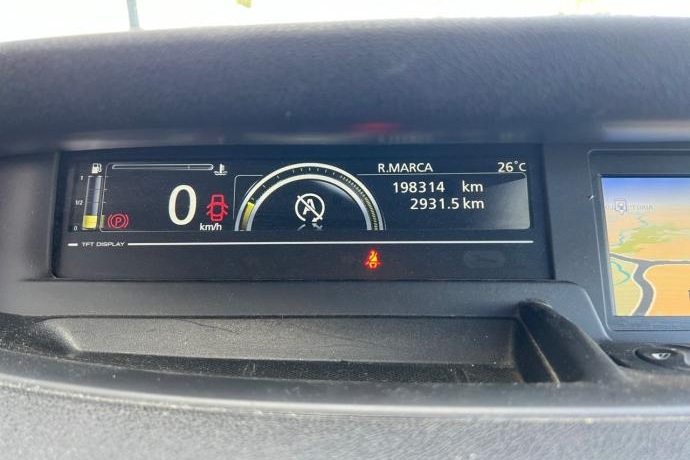 R.MARCA 26°C
1
198314 km
1/2
0
2931.5 km
P
A
0
km/h
TFT DISPLAY